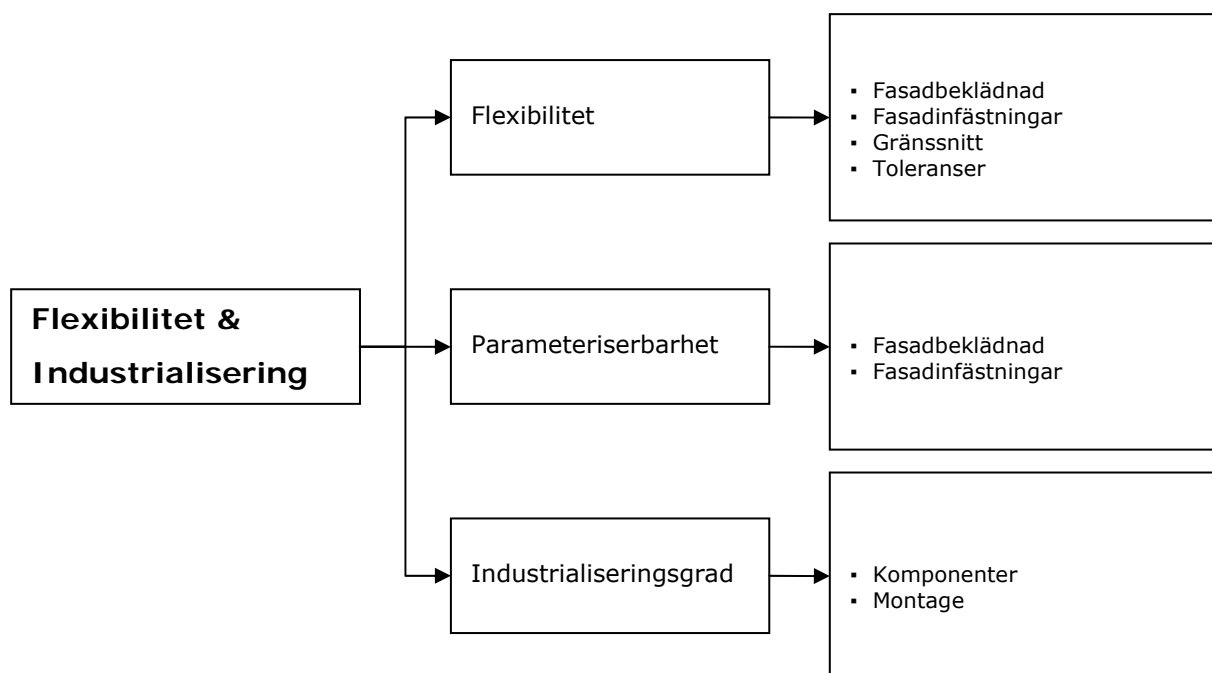 Flexibilitet &
Industrialisering
Flexibilitet
▪ Fasadbeklädnad
▪ Fasadinfästningar
▪ Gränssnitt
▪ Toleranser
Parameteriserbarhet
▪ Fasadbeklädnad
▪ Fasadinfästningar
Industrialiseringsgrad
▪ Komponenter
▪ Montage